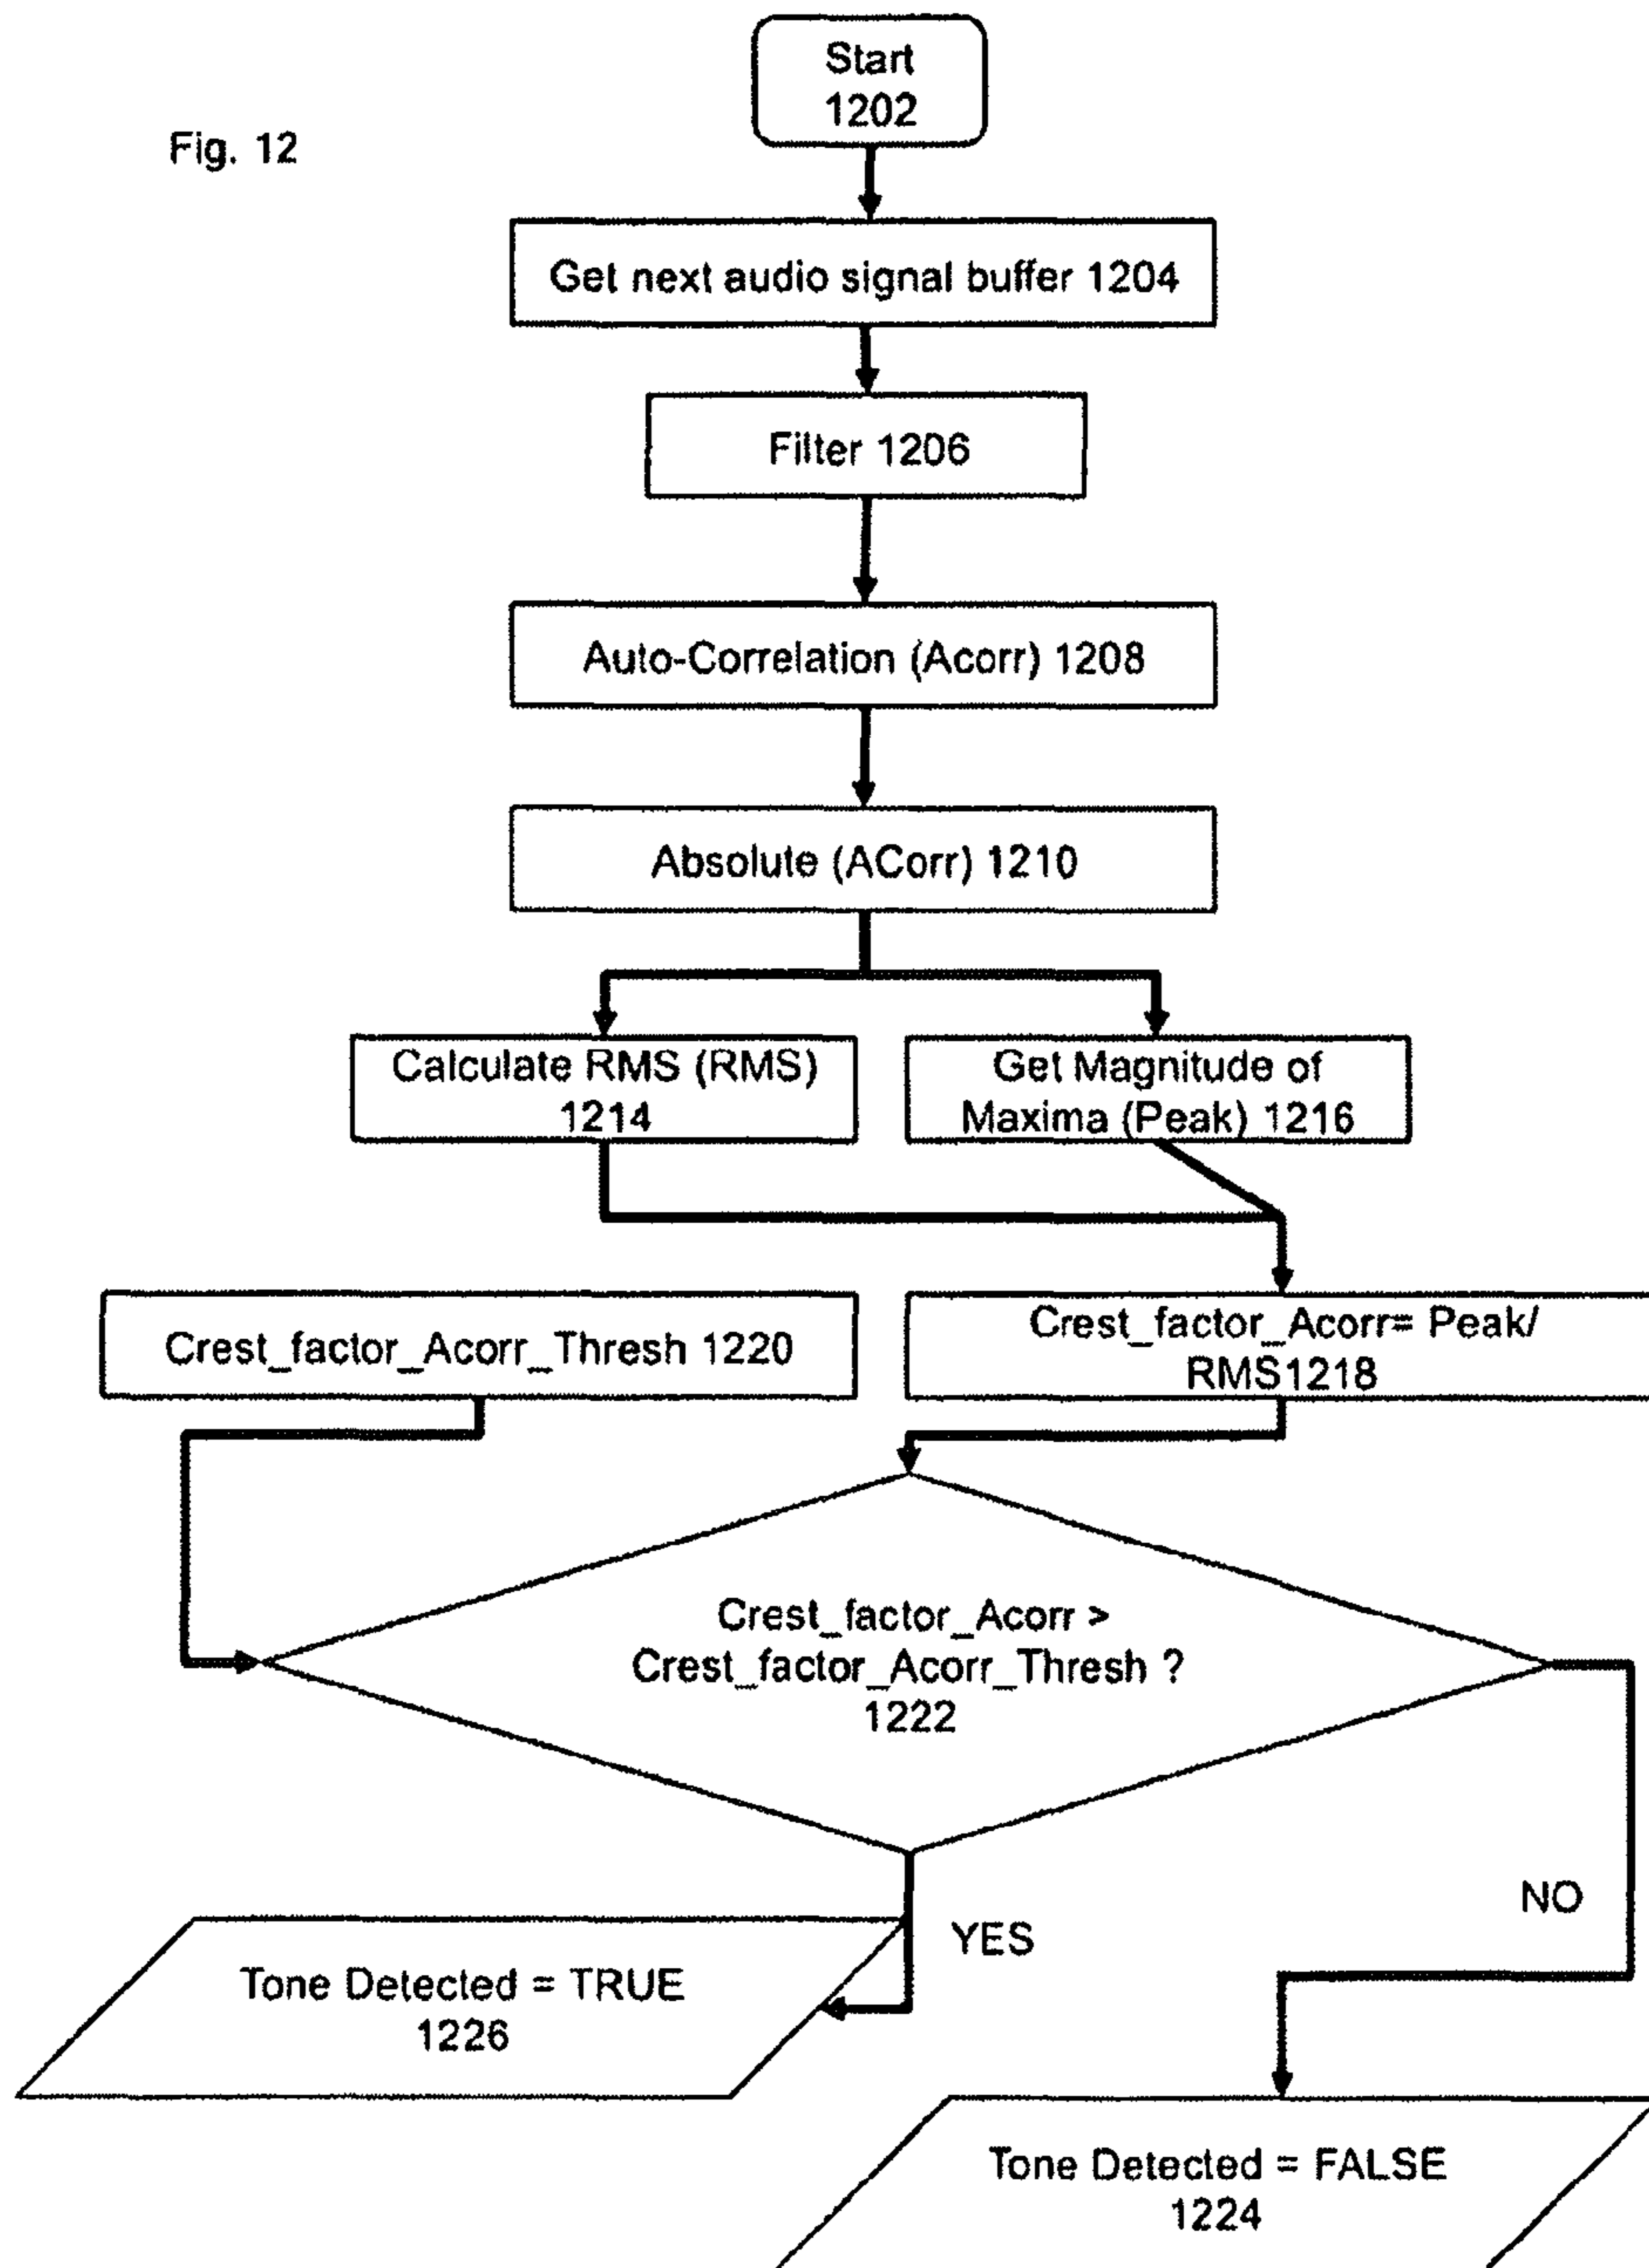 Start
1202
Fig. 12
Get next audio signal buffer 1204
Filter 1206
Auto-Correlation (Acorr) 1208
Absolute (ACorr) 1210
Calculate RMS (RMS)
1214
Get Magnitude of
Maxima (Peak) 1216
Crest_factor_Acorr_Thresh 1220
Crest_factor_Acorr= Peak/
RMS1218
Crest_factor_Acorr >
Crest_factor_Acorr_Thresh ?
1222
NO
YES
Tone Detected = TRUE
1226
Tone Detected = FALSE
1224